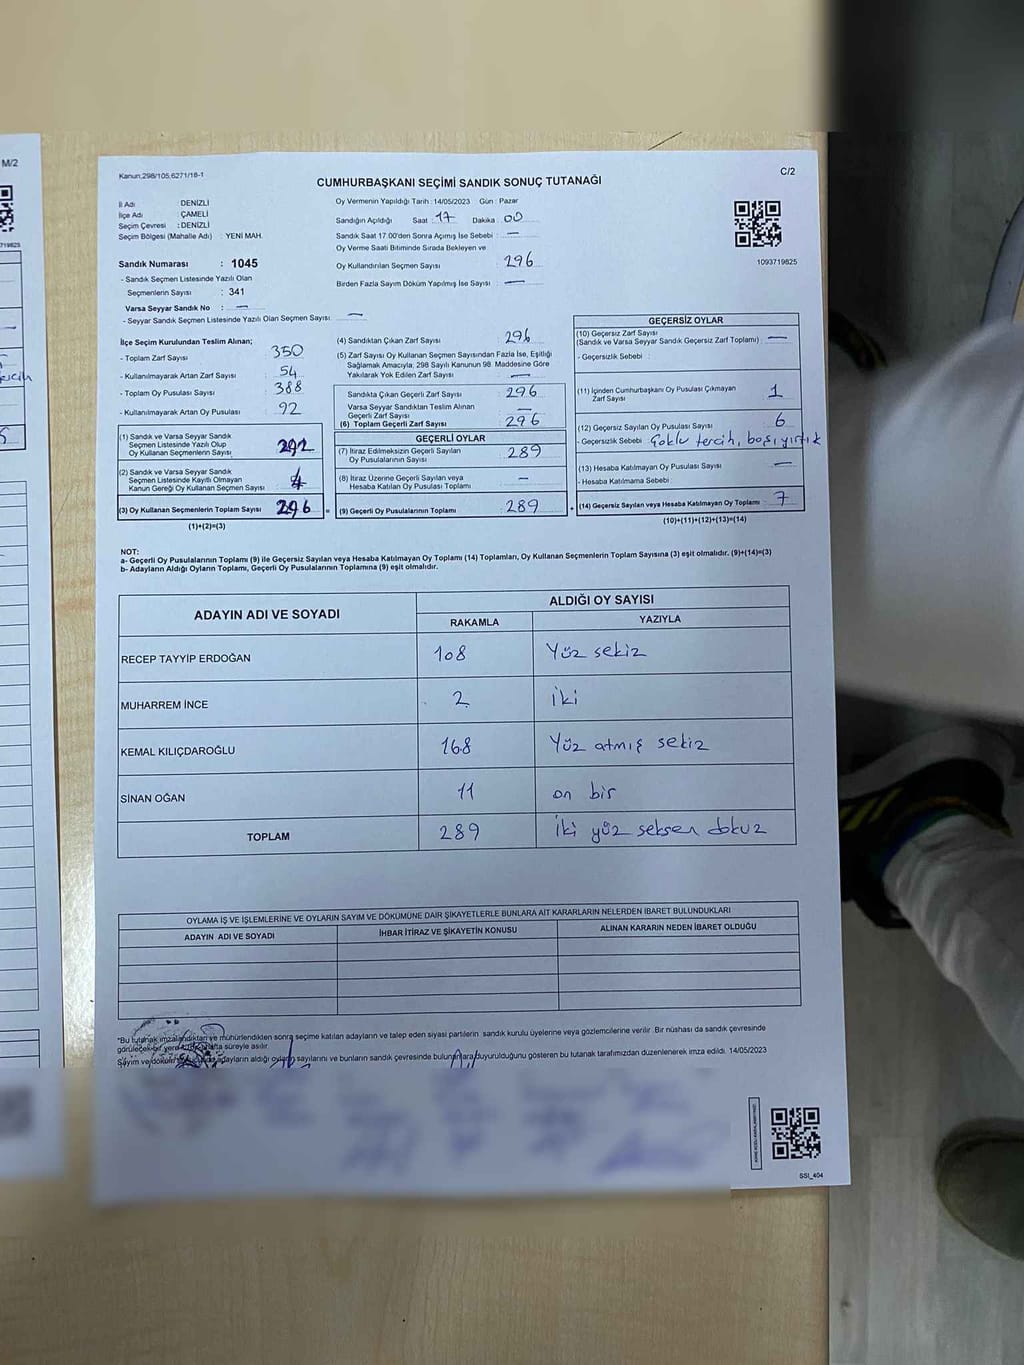 M/2
719825
Kanun,298/105,6271/18-1
C/2
CUMHURBAŞKANI SEÇİMİ SANDIK SONUÇ TUTANAĞI
İl Adı : DENİZLİ
İlçe Adı : ÇAMELİ
Seçim Çevresi : DENİZLİ
Seçim Bölgesi (Mahalle Adı) : YENİ MAH.
Sandık Numarası : 1045
- Sandık Seçmen Listesinde Yazılı Olan
Seçmenlerin Sayısı : 341
Varsa Seyyar Sandık No : —
- Seyyar Sandık Seçmen Listesinde Yazılı Olan Seçmen Sayısı: —
Oy Vermenin Yapıldığı Tarih : 14/05/2023 Gün : Pazar
Sandığın Açıldığı Saat : 17 Dakika : 00
Sandık Saat 17.00'den Sonra Açılmış İse Sebebi : —
Oy Verme Saati Bitiminde Sırada Bekleyen ve
Oy Kullandırılan Seçmen Sayısı : 296
Birden Fazla Sayım Döküm Yapılmış İse Sayısı : —
1093719825
İlçe Seçim Kurulundan Teslim Alınan;
- Toplam Zarf Sayısı : 350
- Kullanılmayarak Artan Zarf Sayısı : 54
- Toplam Oy Pusulası Sayısı : 388
- Kullanılmayarak Artan Oy Pusulası : 92
(1) Sandık ve Varsa Seyyar Sandık
Seçmen Listesinde Yazılı Olup
Oy Kullanan Seçmenlerin Sayısı 292
(2) Sandık ve Varsa Seyyar Sandık
Seçmen Listesinde Kayıtlı Olmayan
Kanun Gereği Oy Kullanan Seçmen Sayısı 4
(3) Oy Kullanan Seçmenlerin Toplam Sayısı 296
(1)+(2)=(3)
(4) Sandıktan Çıkan Zarf Sayısı : 296
(5) Zarf Sayısı Oy Kullanan Seçmen Sayısından Fazla İse, Eşitliği
Sağlamak Amacıyla; 298 Sayılı Kanunun 98. Maddesine Göre
Yakılarak Yok Edilen Zarf Sayısı : —
Sandıkta Çıkan Geçerli Zarf Sayısı : 296
Varsa Seyyar Sandıktan Teslim Alınan
Geçerli Zarf Sayısı : —
(6) Toplam Geçerli Zarf Sayısı : 296
GEÇERLİ OYLAR
(7) İtiraz Edilmeksizin Geçerli Sayılan
Oy Pusulalarının Sayısı : 289
(8) İtiraz Üzerine Geçerli Sayılan veya
Hesaba Katılan Oy Pusulası Toplamı : —
= (9) Geçerli Oy Pusulalarının Toplamı : 289
GEÇERSİZ OYLAR
(10) Geçersiz Zarf Sayısı
(Sandık ve Varsa Seyyar Sandık Geçersiz Zarf Toplamı) : —
- Geçersizlik Sebebi :
(11) İçinden Cumhurbaşkanı Oy Pusulası Çıkmayan
Zarf Sayısı : 1
(12) Geçersiz Sayılan Oy Pusulası Sayısı : 6
- Geçersizlik Sebebi : Çoklu tercih, boş, yırtık
(13) Hesaba Katılmayan Oy Pusulası Sayısı : —
- Hesaba Katılmama Sebebi :
+ (14) Geçersiz Sayılan veya Hesaba Katılmayan Oy Toplamı : 7
(10)+(11)+(12)+(13)=(14)
NOT:
a- Geçerli Oy Pusulalarının Toplamı (9) ile Geçersiz Sayılan veya Hesaba Katılmayan Oy Toplamı (14) Toplamları, Oy Kullanan Seçmenlerin Toplam Sayısına (3) eşit olmalıdır. (9)+(14)=(3)
b- Adayların Aldığı Oyların Toplamı, Geçerli Oy Pusulalarının Toplamına (9) eşit olmalıdır.
ADAYIN ADI VE SOYADI ALDIĞI OY SAYISI
RAKAMLA YAZIYLA
RECEP TAYYİP ERDOĞAN 108 Yüz sekiz
MUHARREM İNCE 2 iki
KEMAL KILIÇDAROĞLU 168 Yüz atmış sekiz
SİNAN OĞAN 11 on bir
TOPLAM 289 iki yüz seksen dokuz
OYLAMA İŞ VE İŞLEMLERİNE VE OYLARIN SAYIM VE DÖKÜMÜNE DAİR ŞİKAYETLERLE BUNLARA AİT KARARLARIN NELERDEN İBARET BULUNDUKLARI
ADAYIN ADI VE SOYADI İHBAR İTİRAZ VE ŞİKAYETİN KONUSU ALINAN KARARIN NEDEN İBARET OLDUĞU
*Bu tutanak imzalandıktan ve mühürlendikten sonra seçime katılan adayların ve talep eden siyasi partilerin sandık kurulu üyelerine veya gözlemcilerine verilir. Bir nüshası da sandık çevresinde
görülecek bir yere hafta süreyle asılır.
Sayım ve döküm adayların aldığı oyların sayılarını ve bunların sandık çevresinde bulunanlara duyurulduğunu gösteren bu tutanak tarafımızdan düzenlenerek imza edildi. 14/05/2023
SSI_404